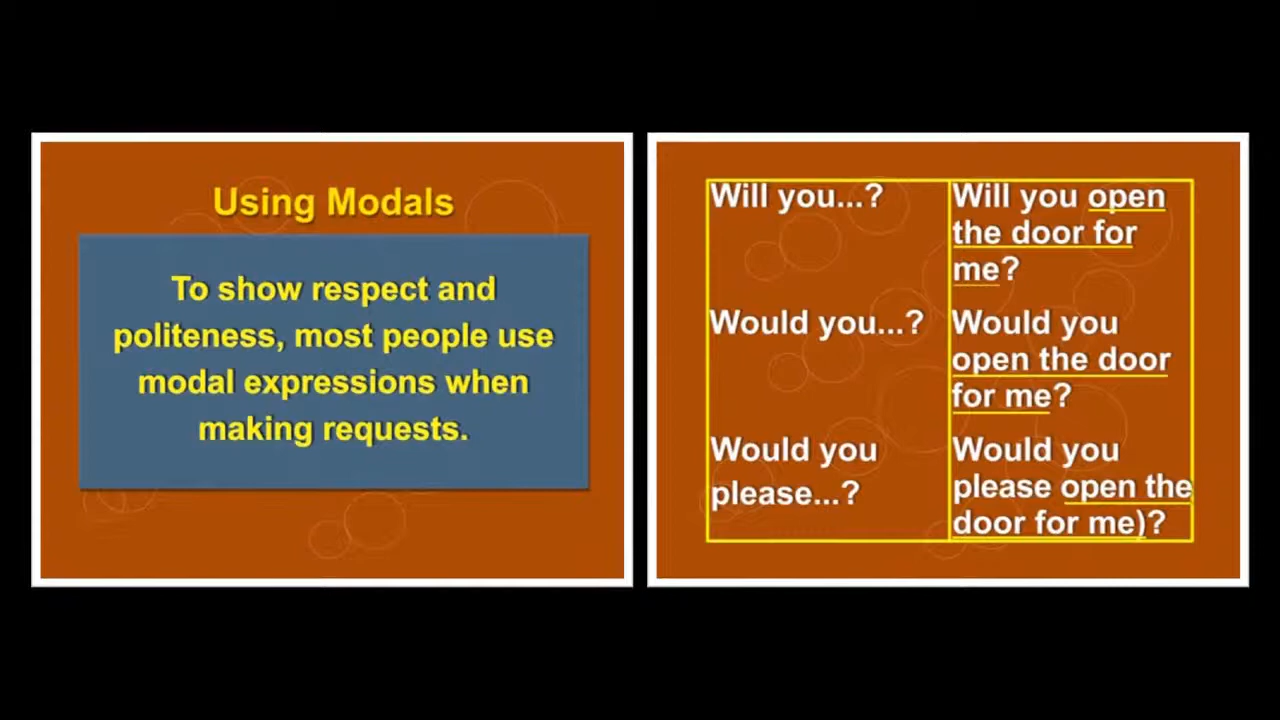 Using Modals
To show respect and
politeness, most people use
modal expressions when
making requests.
Will you...?
Will you open
the door for
me?
Would you...?
Would you
open the door
for me?
Would you
please...?
Would you
please open the
door for me)?